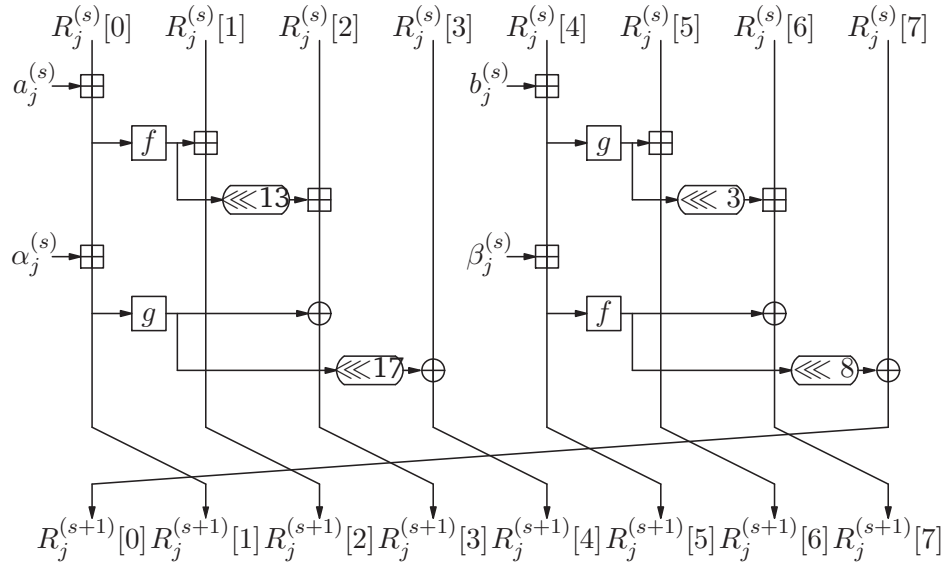 R_j^{(s)}[0] R_j^{(s)}[1] R_j^{(s)}[2] R_j^{(s)}[3] R_j^{(s)}[4] R_j^{(s)}[5] R_j^{(s)}[6] R_j^{(s)}[7]
a_j^{(s)} b_j^{(s)}
f g
⋘13 ⋘ 3
α_j^{(s)} β_j^{(s)}
g f
⋘17 ⋘ 8
R_j^{(s+1)}[0] R_j^{(s+1)}[1] R_j^{(s+1)}[2] R_j^{(s+1)}[3] R_j^{(s+1)}[4] R_j^{(s+1)}[5] R_j^{(s+1)}[6] R_j^{(s+1)}[7]